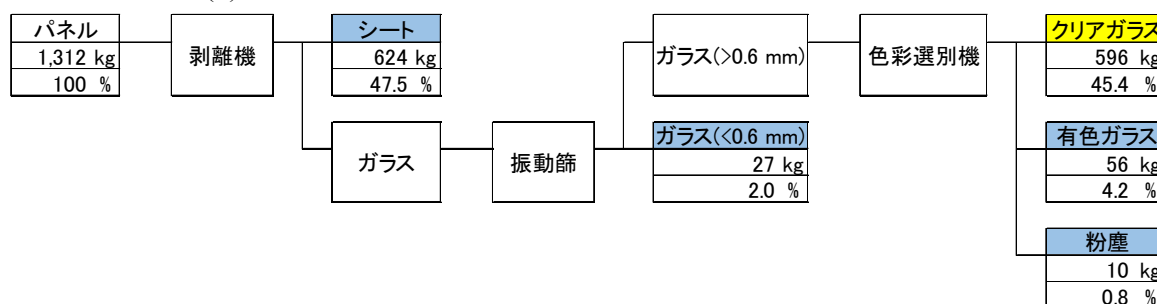 パネル
1,312 kg
100 %
剥離機
シート
624 kg
47.5 %
ガラス
振動篩
ガラス(>0.6 mm)
ガラス(<0.6 mm)
27 kg
2.0 %
色彩選別機
クリアガラス
596 kg
45.4 %
有色ガラス
56 kg
4.2 %
粉塵
10 kg
0.8 %